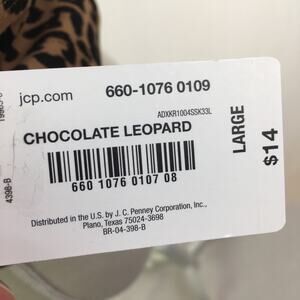 jcp.com 660-1076 0109
ADXKR1004SSK33L
CHOCOLATE LEOPARD
660 1076 0107 08
4398-B
Distributed in the U.S. by J. C. Penney Corporation, Inc.,
Plano, Texas 75024-3698
BR-04-398-B
LARGE
$14